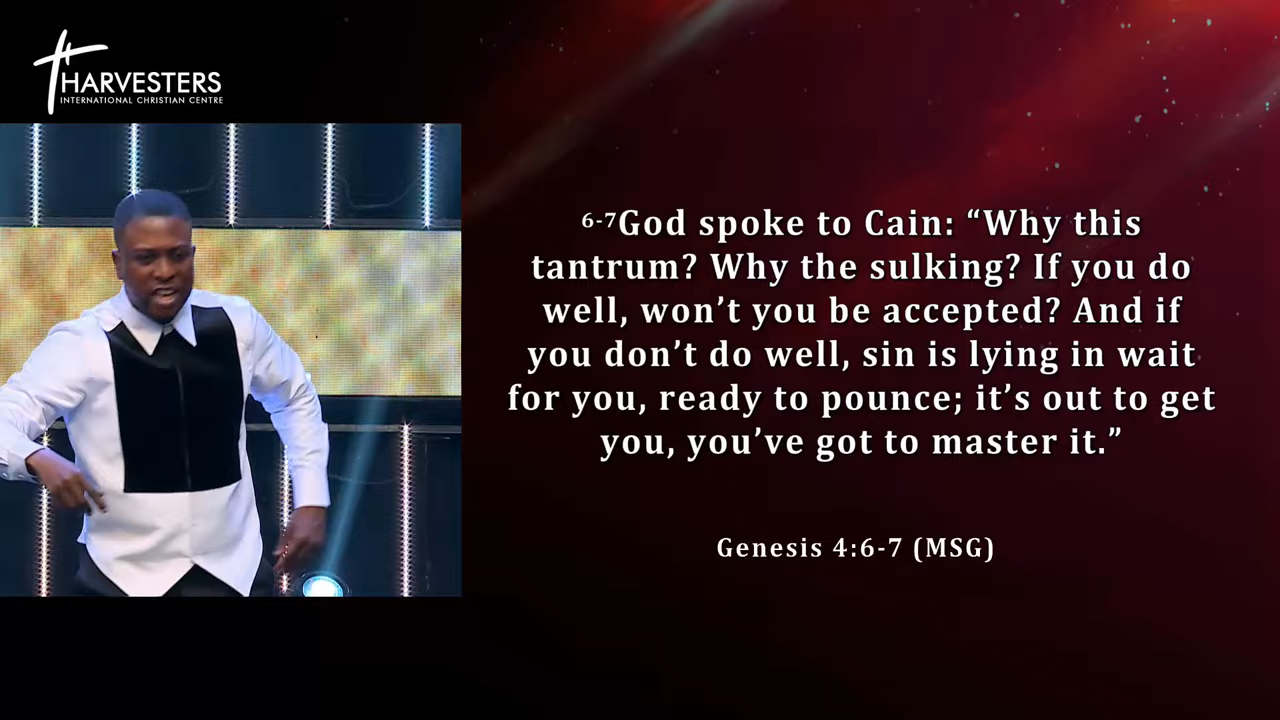 HARVESTERS
INTERNATIONAL CHRISTIAN CENTRE
6-7God spoke to Cain: “Why this
tantrum? Why the sulking? If you do
well, won’t you be accepted? And if
you don’t do well, sin is lying in wait
for you, ready to pounce; it’s out to get
you, you’ve got to master it.”
Genesis 4:6-7 (MSG)